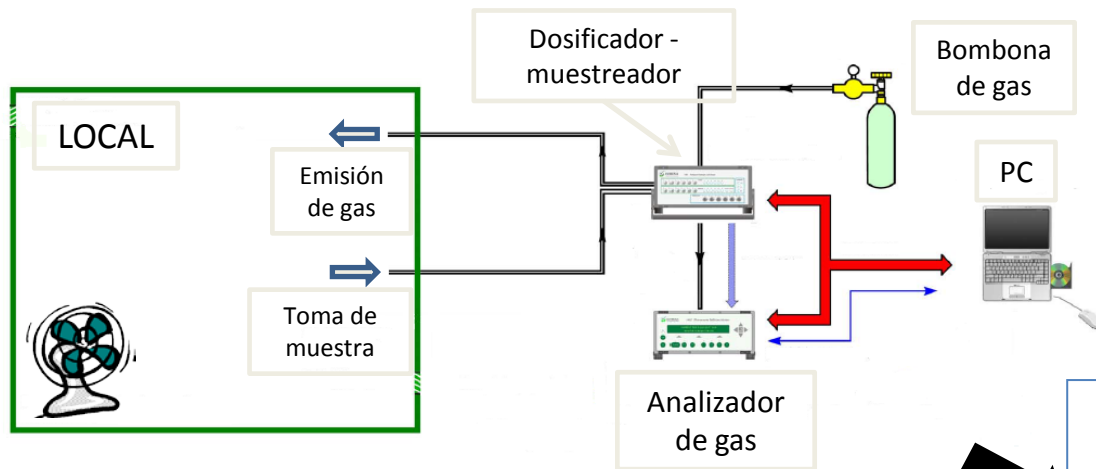 Dosificador -
muestreador
Bombona
de gas
LOCAL
Emisión
de gas
PC
Toma de
muestra
Analizador
de gas